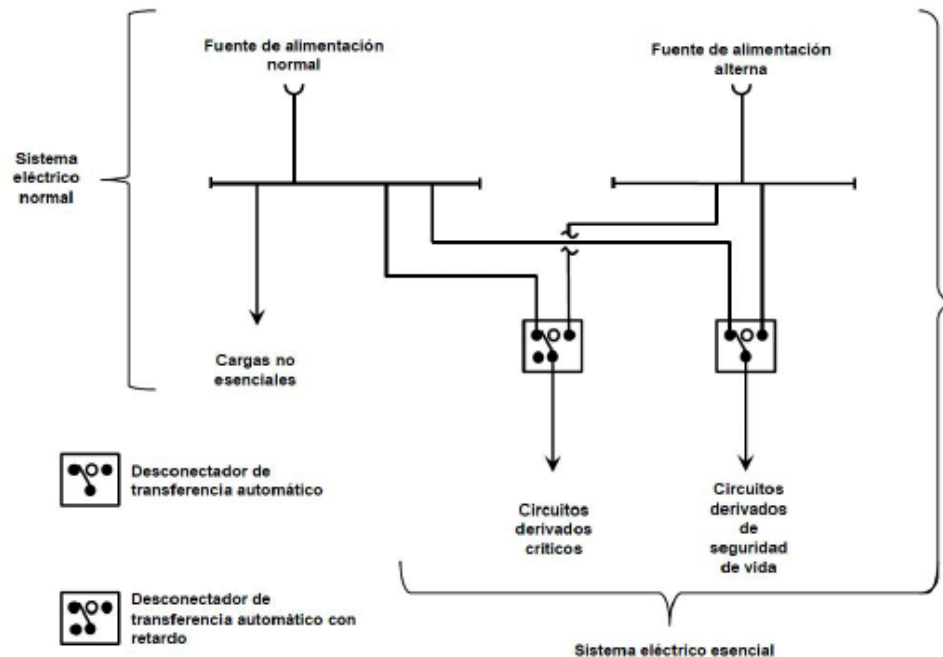 Fuente de alimentación
normal
Fuente de alimentación
alterna
Sistema
eléctrico
normal
Cargas no
esenciales
Desconectador de
transferencia automático
Circuitos
derivados
críticos
Circuitos
derivados
de
seguridad
de vida
Desconectador de
transferencia automático con
retardo
Sistema eléctrico esencial